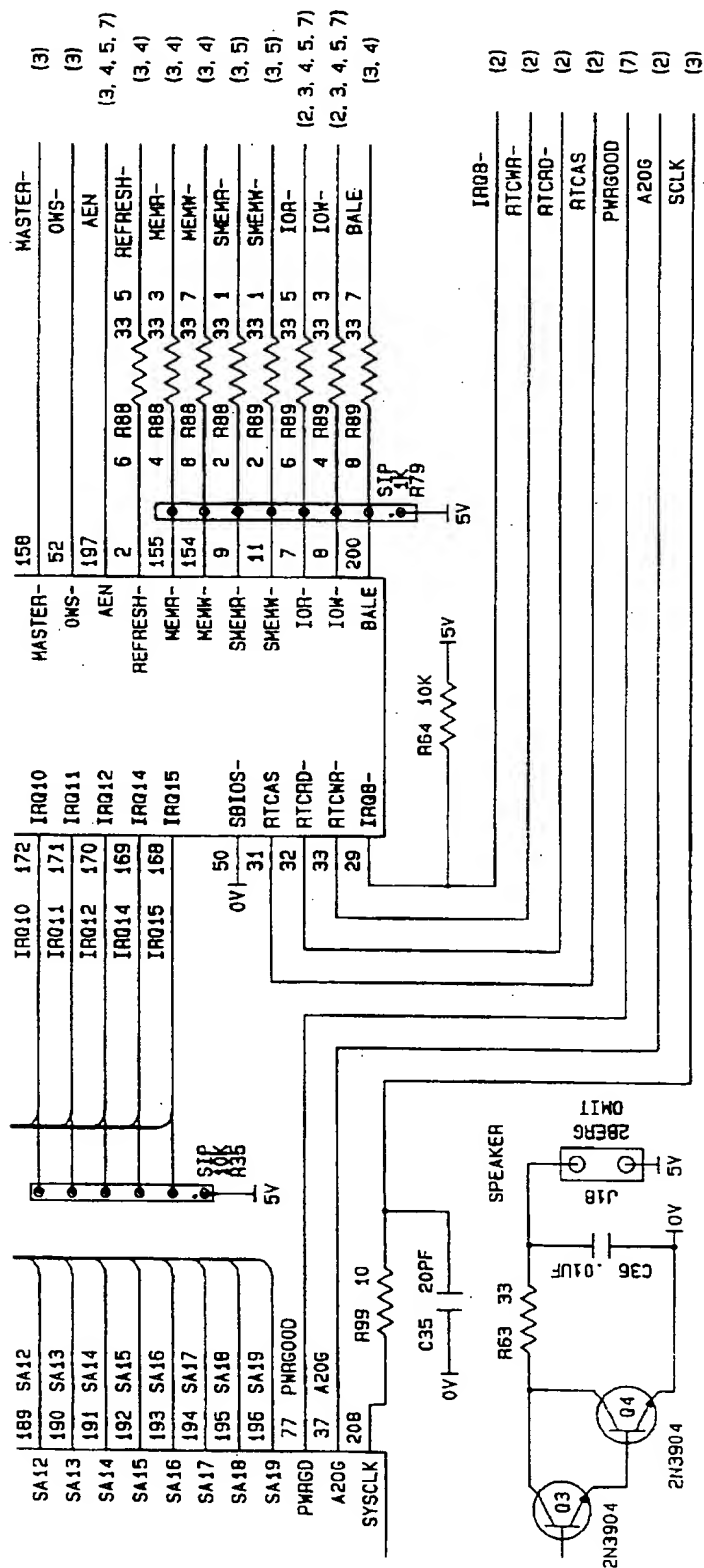 189 SA12 IRQ10 172 158 MASTER- (3)
SA12 IRQ10 MASTER-
190 SA13 IRQ11 171 52 OWS- (3)
SA13 IRQ11 OWS-
191 SA14 IRQ12 170 197 AEN (3, 4, 5, 7)
SA14 IRQ12 AEN
192 SA15 IRQ14 169 2 6 R88 33 5 REFRESH- (3, 4)
SA15 IRQ14 REFRESH-
193 SA16 IRQ15 168 155 4 R88 33 3 MEMR- (3, 4)
SA16 IRQ15 MEMR-
194 SA17 154 8 R88 33 7 MEMW- (3, 4)
SA17 MEMW-
195 SA18 9 2 R88 33 1 SMEMR- (3, 5)
SA18 SBIOS- SMEMR-
196 SA19 50 11 2 R89 33 1 SMEMW- (3, 5)
SA19 RTCAS SMEMW-
77 PWRGOOD 31 7 6 R89 33 5 IOR- (2, 3, 4, 5, 7)
PWRGD RTCRD- IOR-
37 A20G 32 8 4 R89 33 3 IOW- (2, 3, 4, 5, 7)
A20G RTCWR- IOW-
208 33 200 8 R89 33 7 BALE (3, 4)
SYSCLK IRQ8- BALE
29
0V
SIP
10K
R35
5V
SIP
1K
R79
5V
R64 10K
5V
R99 10
C35 20PF
0V
IRQ8- (2)
RTCWR- (2)
RTCRD- (2)
RTCAS (2)
PWRGOOD (7)
A20G (2)
SCLK (3)
SPEAKER
R63 33
J18
2BERG
OMIT
5V
C36 .01UF
0V
Q3
2N3904
Q4
2N3904